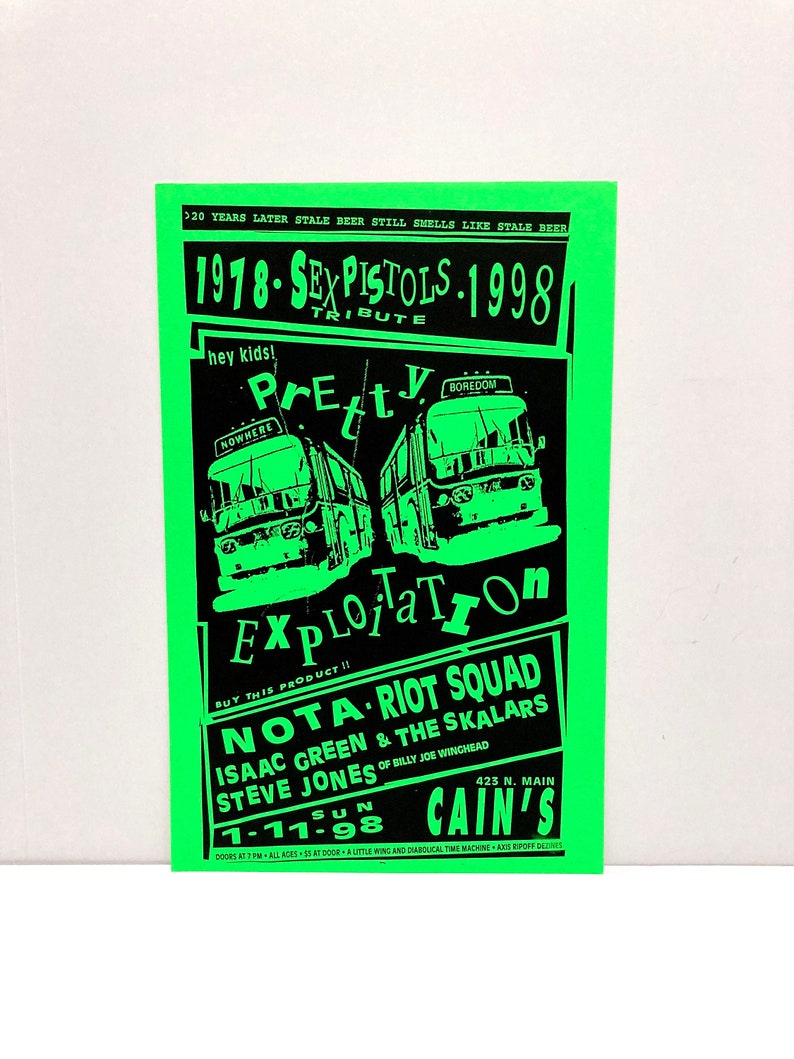 >20 YEARS LATER STALE BEER STILL SMELLS LIKE STALE BEER
1978 · SEX PISTOLS · 1998
TRIBUTE
hey kids!
PrEttY
NOWHERE
BOREDOM
ExPLOiTaTIOn
BUY THIS PRODUCT!!
NOTA · RIOT SQUAD
ISAAC GREEN & THE SKALARS
STEVE JONES OF BILLY JOE WINGHEAD
SUN
1-11-98
423 N. MAIN
CAIN'S
DOORS AT 7 PM • ALL AGES • $5 AT DOOR • A LITTLE WING AND DIABOLICAL TIME MACHINE • AXIS RIPOFF DEZINES